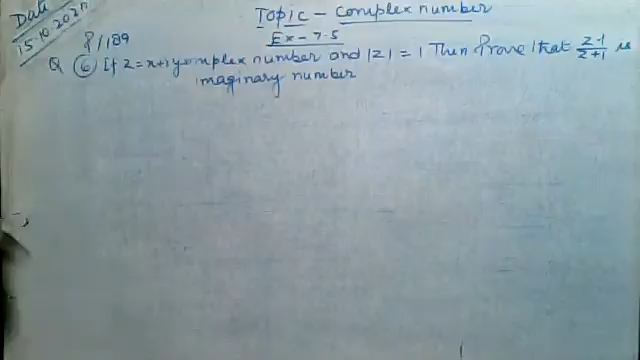 Date
15.10.202
Topic - Complex number
Ex - 7.5
P/189
Q (6) If z = x+iy complex number and |z| = 1 Then Prove that z-1/z+1 is
imaginary number